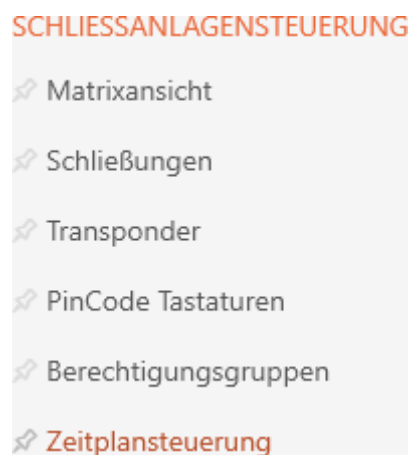 SCHLIESSANLAGENSTEUERUNG
Matrixansicht
Schließungen
Transponder
PinCode Tastaturen
Berechtigungsgruppen
Zeitplansteuerung